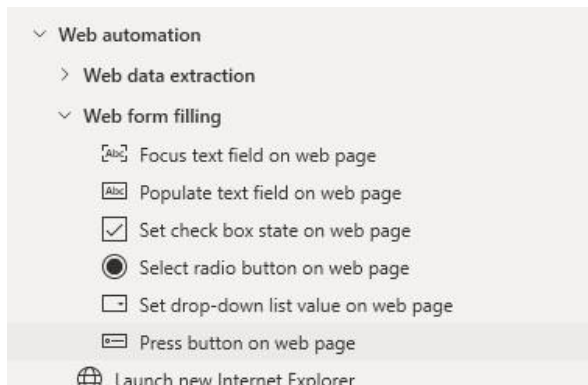 Web automation
Web data extraction
Web form filling
Abc Focus text field on web page
Abc Populate text field on web page
Set check box state on web page
Select radio button on web page
Set drop-down list value on web page
Press button on web page
Launch new Internet Explorer